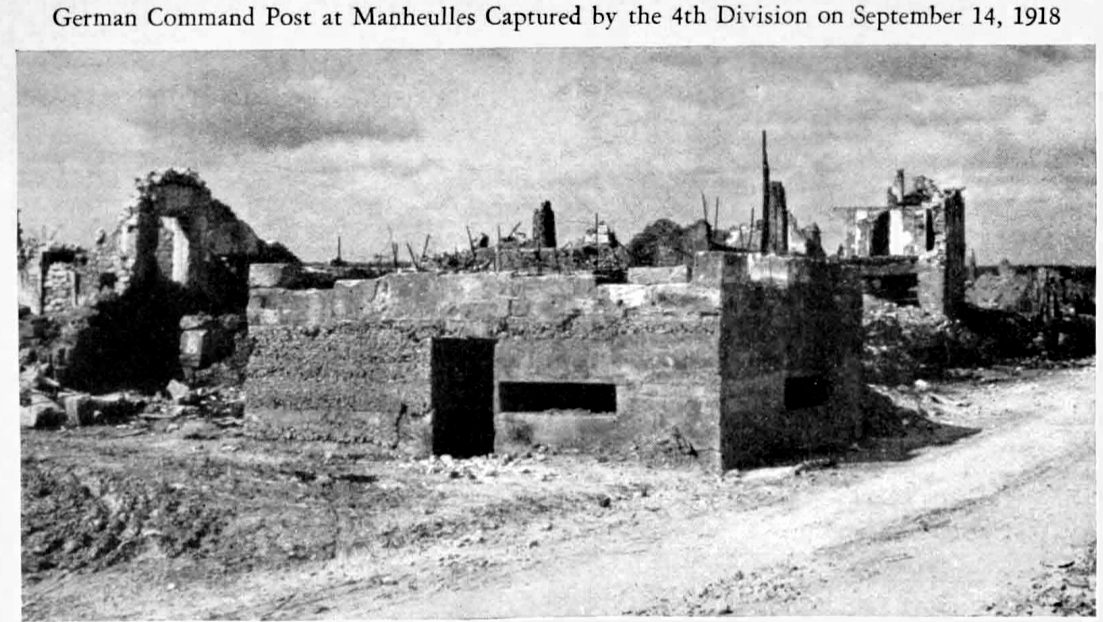 German Command Post at Manheulles Captured by the 4th Division on September 14, 1918